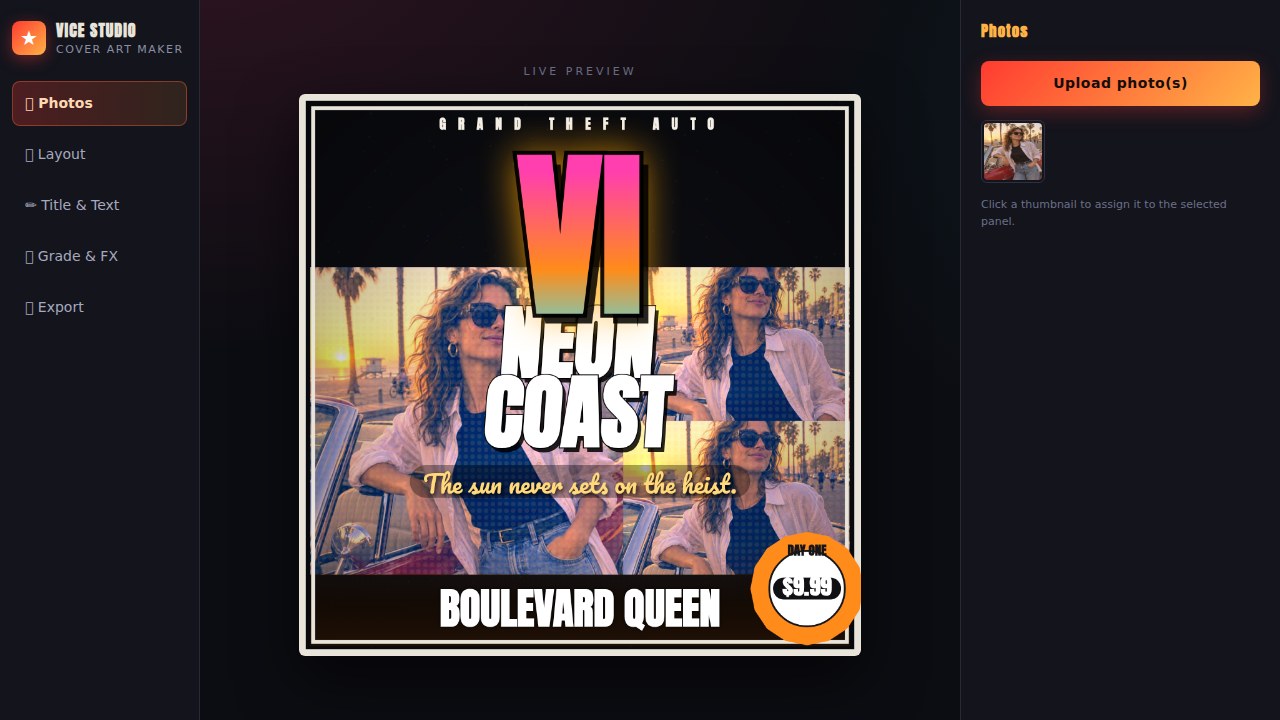 VICE STUDIO
COVER ART MAKER
Photos
Layout
Title & Text
Grade & FX
Export
LIVE PREVIEW
GRAND THEFT AUTO
VI
NEON
COAST
The sun never sets on the heist.
DAY ONE
$9.99
BOULEVARD QUEEN
Photos
Upload photo(s)
Click a thumbnail to assign it to the selected
panel.